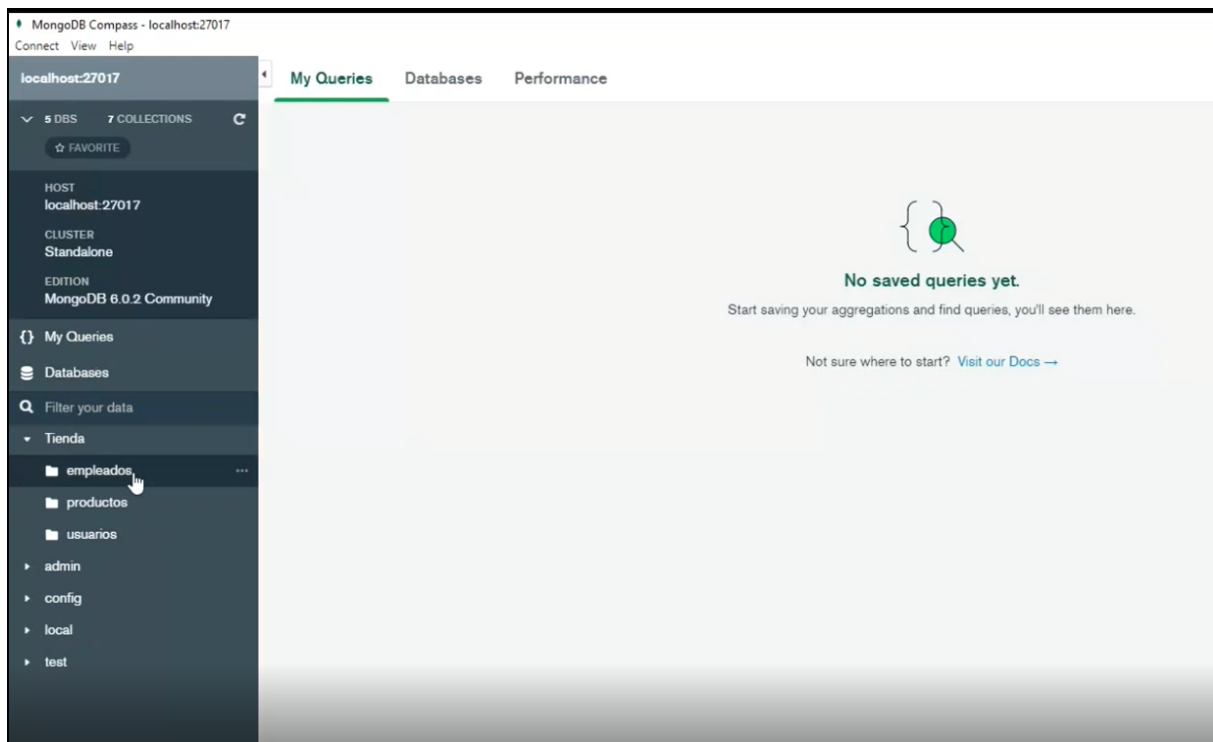 MongoDB Compass - localhost:27017
Connect View Help
localhost:27017
My Queries Databases Performance
5 DBS 7 COLLECTIONS
FAVORITE
HOST
localhost:27017
CLUSTER
Standalone
EDITION
MongoDB 6.0.2 Community
{} My Queries
Databases
Filter your data
Tienda
empleados
productos
usuarios
admin
config
local
test
No saved queries yet.
Start saving your aggregations and find queries, you'll see them here.
Not sure where to start? Visit our Docs →